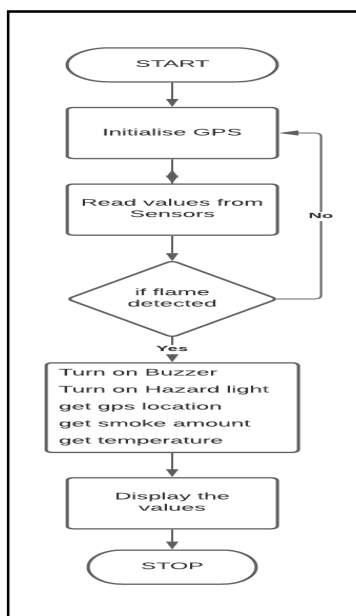 START
Initialise GPS
Read values from
Sensors
No
if flame
detected
Yes
Turn on Buzzer
Turn on Hazard light
get gps location
get smoke amount
get temperature
Display the
values
STOP